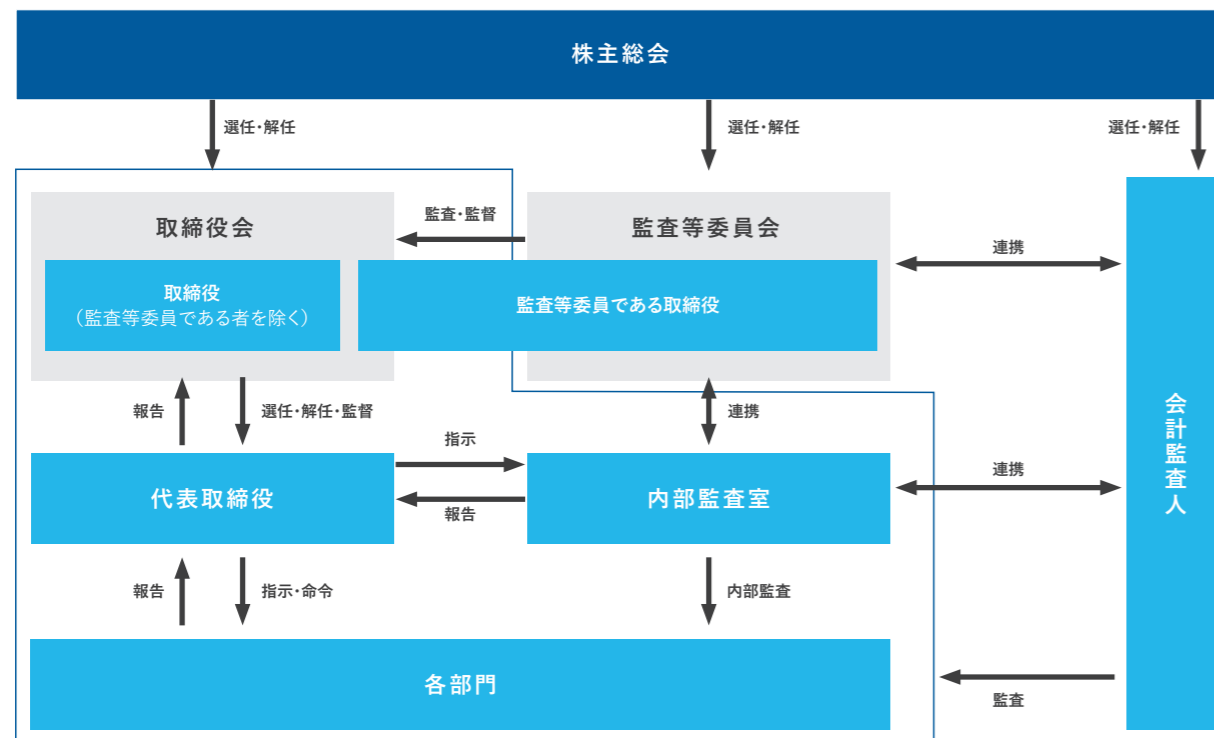 株主総会
選任・解任
選任・解任
選任・解任
取締役会
監査・監督
監査等委員会
連携
取締役
（監査等委員である者を除く）
監査等委員である取締役
報告
選任・解任・監督
連携
指示
代表取締役
内部監査室
連携
報告
会計監査人
報告
指示・命令
内部監査
各部門
監査